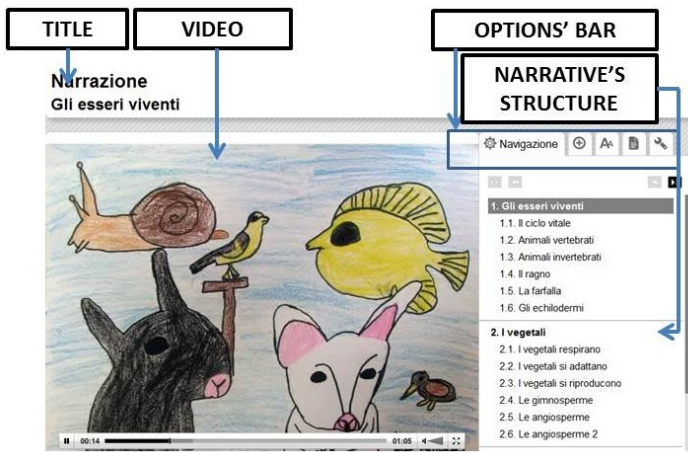 TITLE
VIDEO
OPTIONS' BAR
NARRATIVE'S
STRUCTURE
Narrazione
Gli esseri viventi
Navigazione
1. Gli esseri viventi
1.1. Il ciclo vitale
1.2. Animali vertebrati
1.3. Animali invertebrati
1.4. Il ragno
1.5. La farfalla
1.6. Gli echilodermi
2. I vegetali
2.1. I vegetali respirano
2.2. I vegetali si adattano
2.3. I vegetali si riproducono
2.4. Le gimnosperme
2.5. Le angiosperme
2.6. Le angiosperme 2
00:14
01:05